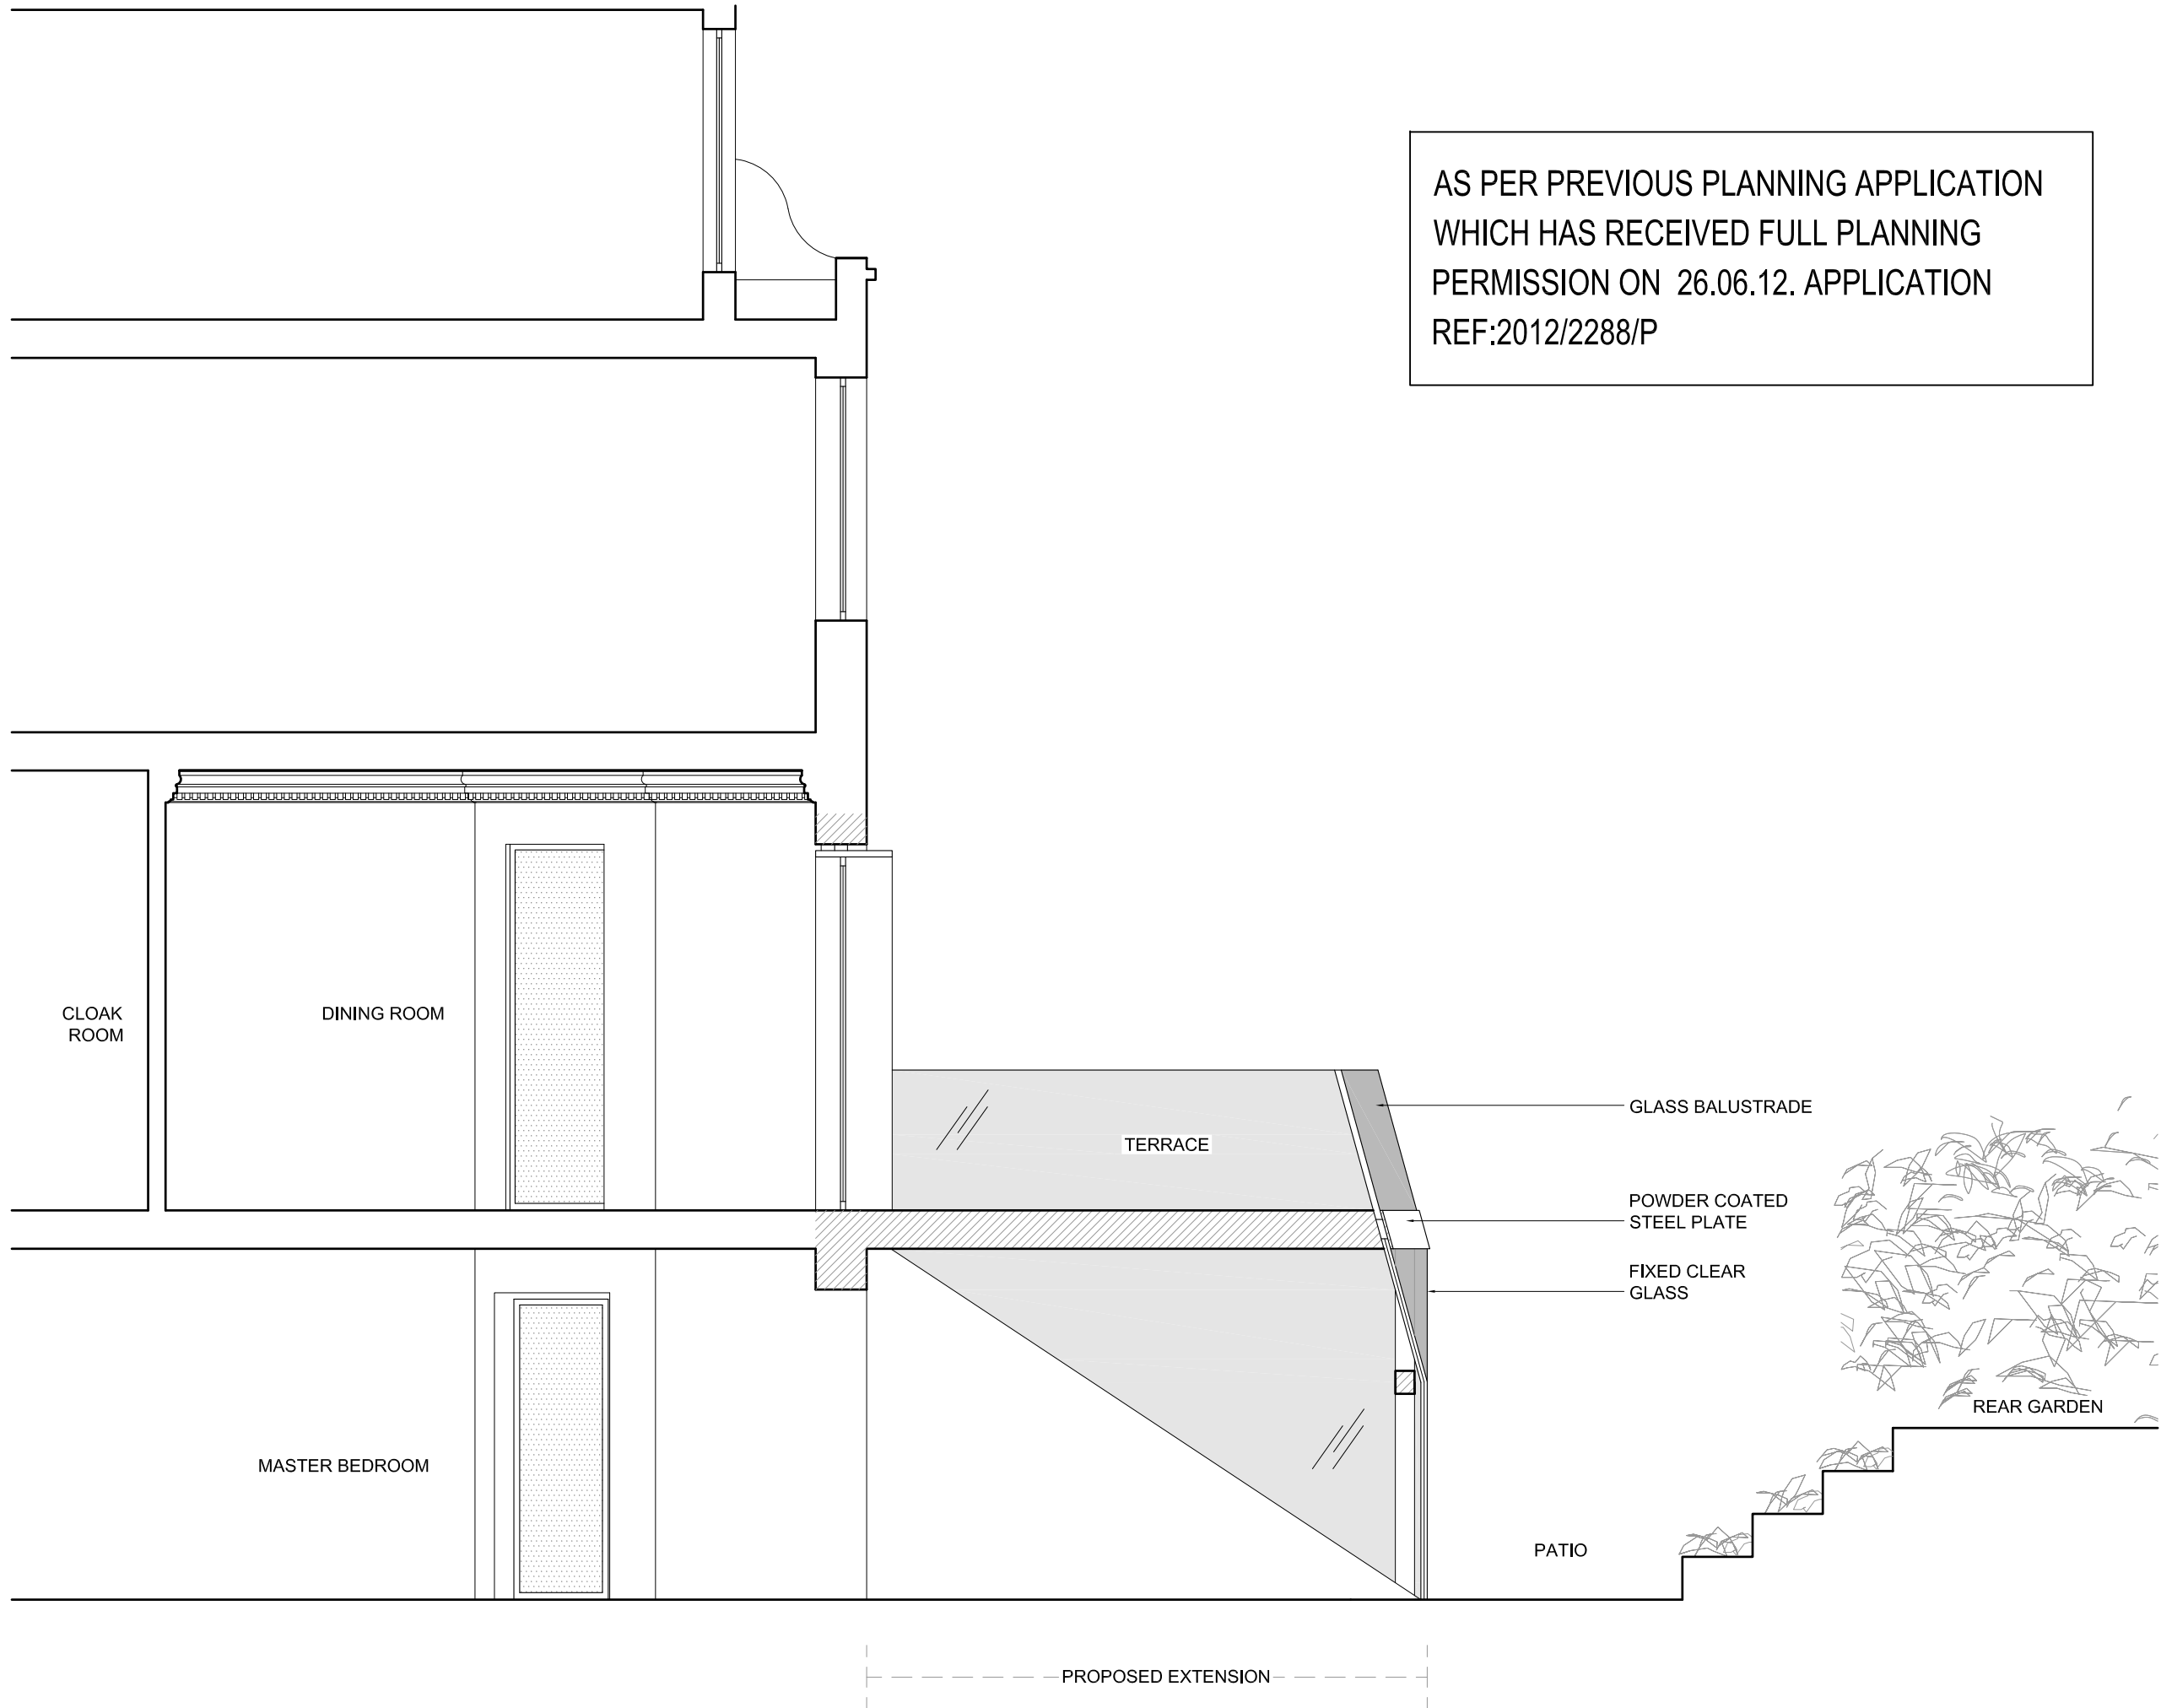 AS PER PREVIOUS PLANNING APPLICATION
WHICH HAS RECEIVED FULL PLANNING
PERMISSION ON 26.06.12. APPLICATION
REF:2012/2288/P
CLOAK
ROOM
DINING ROOM
TERRACE
GLASS BALUSTRADE
POWDER COATED
STEEL PLATE
FIXED CLEAR
GLASS
REAR GARDEN
MASTER BEDROOM
PATIO
PROPOSED EXTENSION